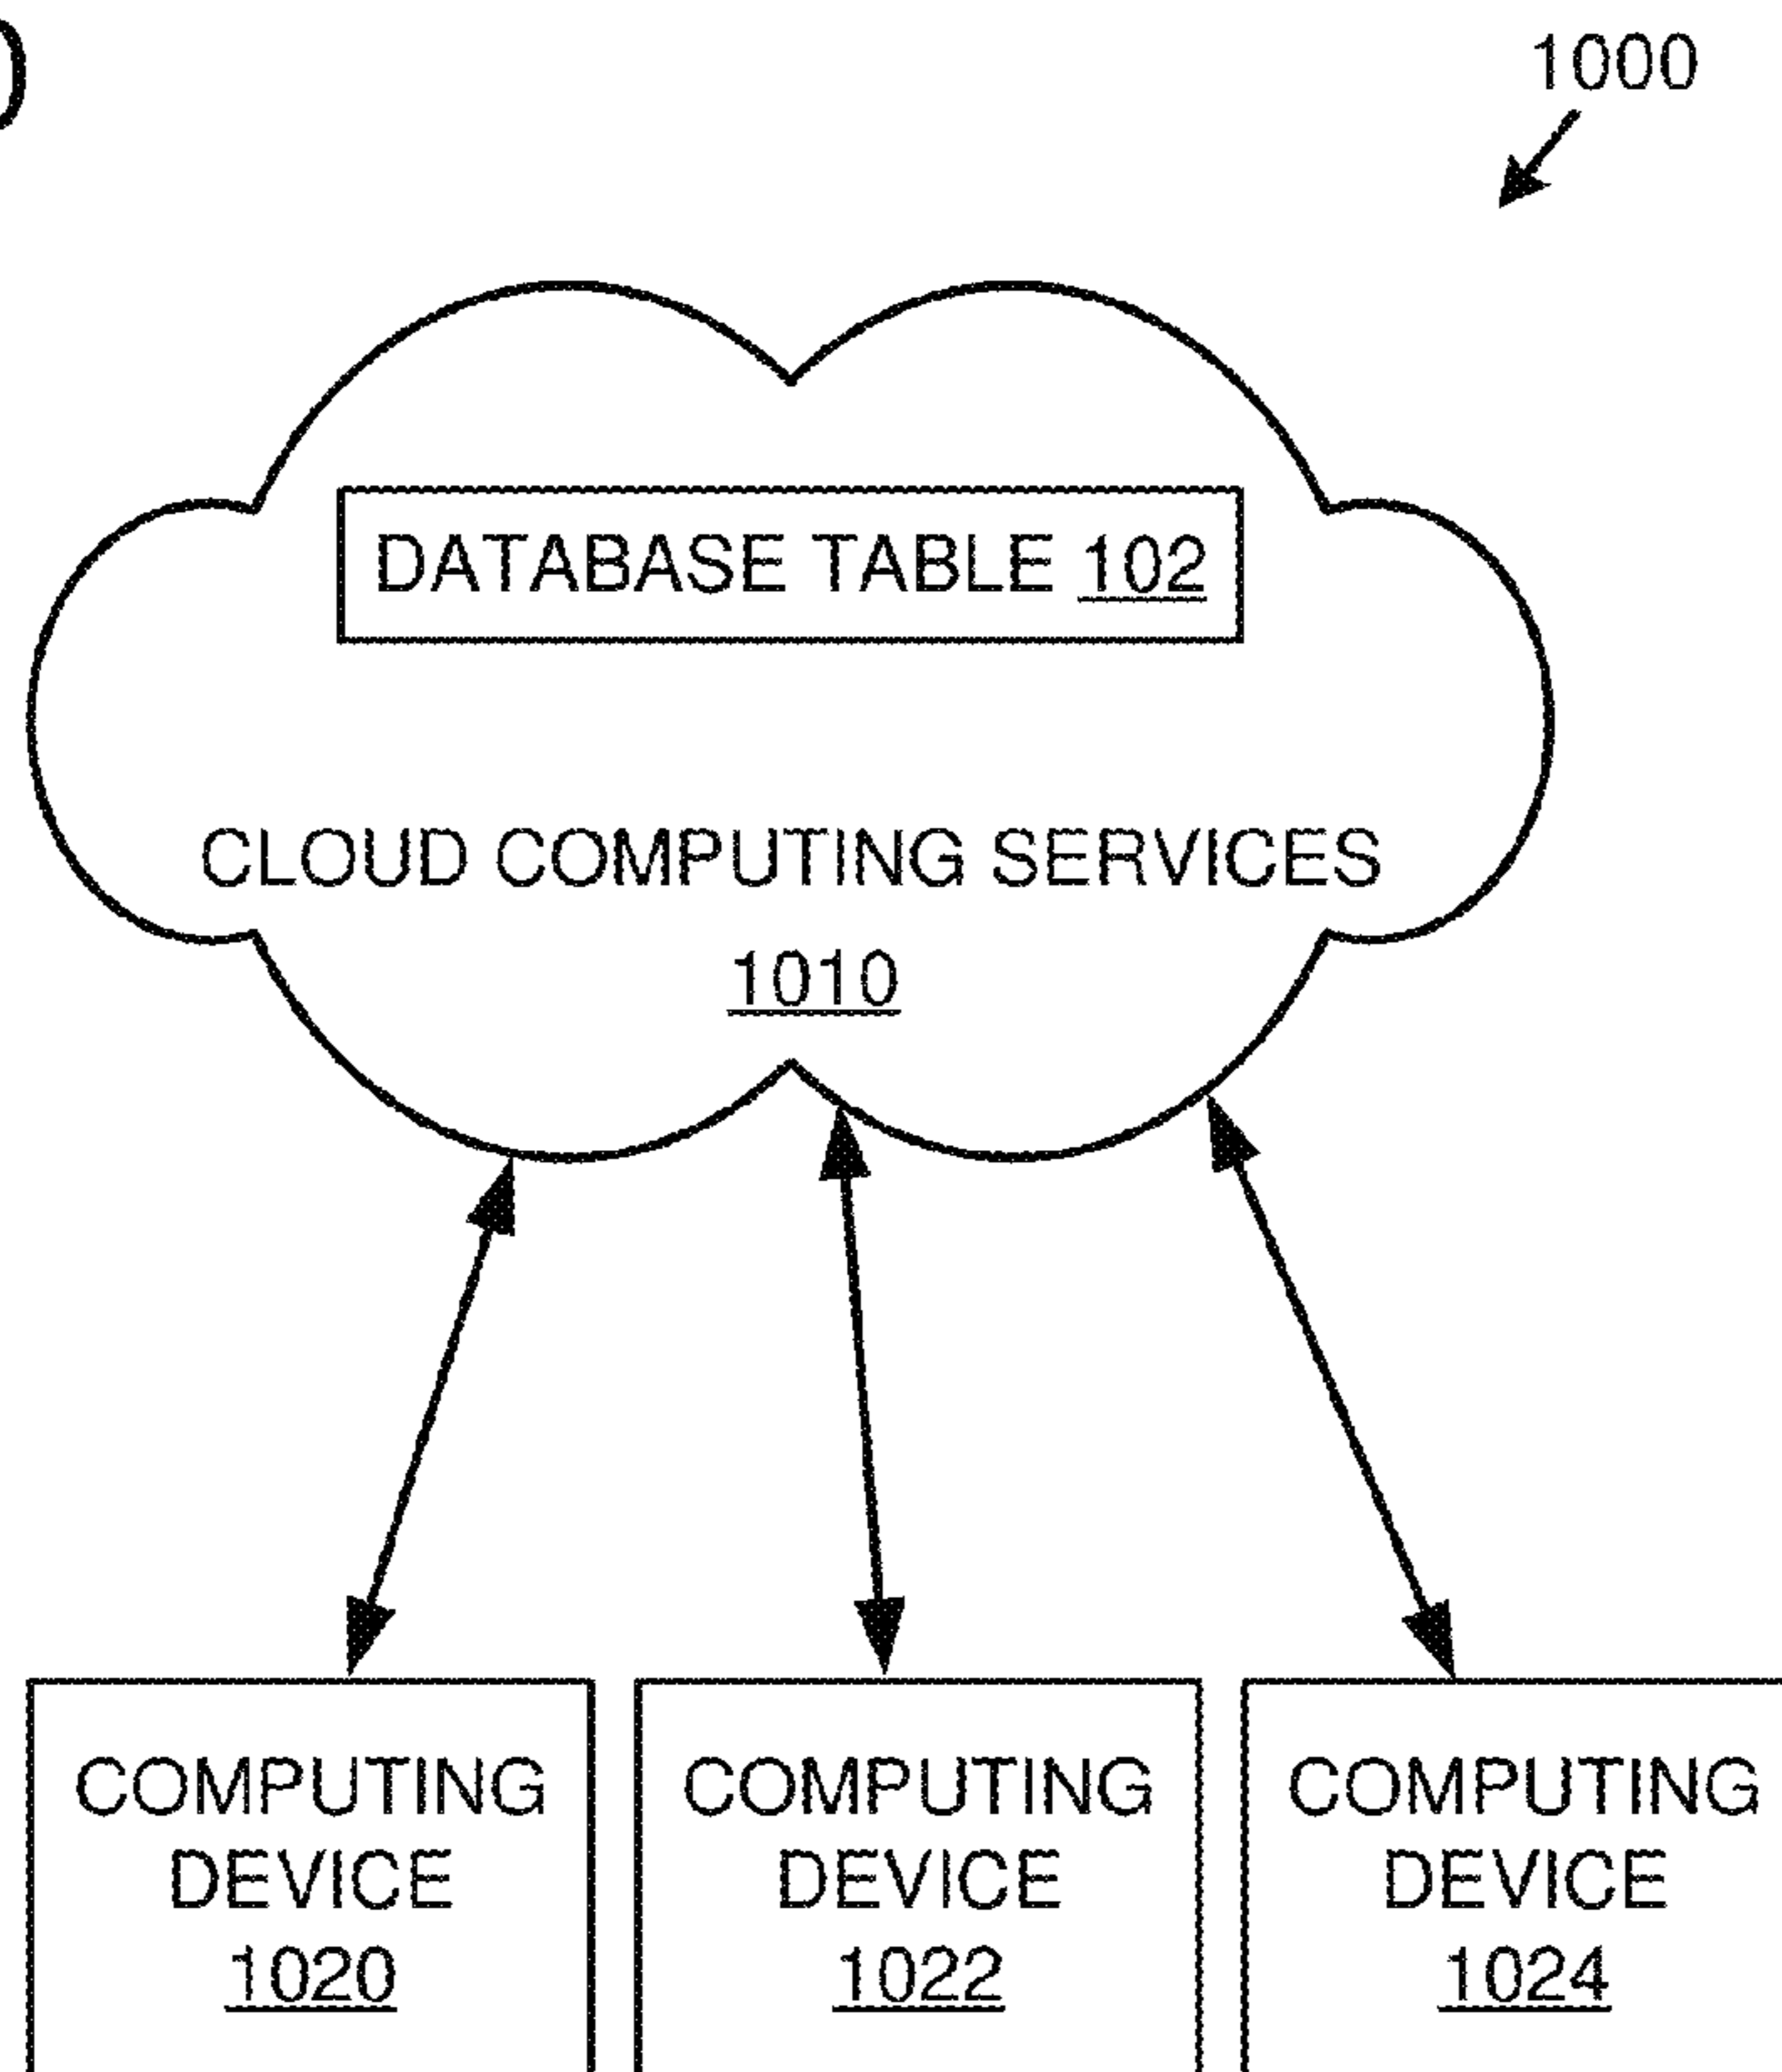 1000
DATABASE TABLE 102
CLOUD COMPUTING SERVICES
1010
COMPUTING
DEVICE
1020
COMPUTING
DEVICE
1022
COMPUTING
DEVICE
1024